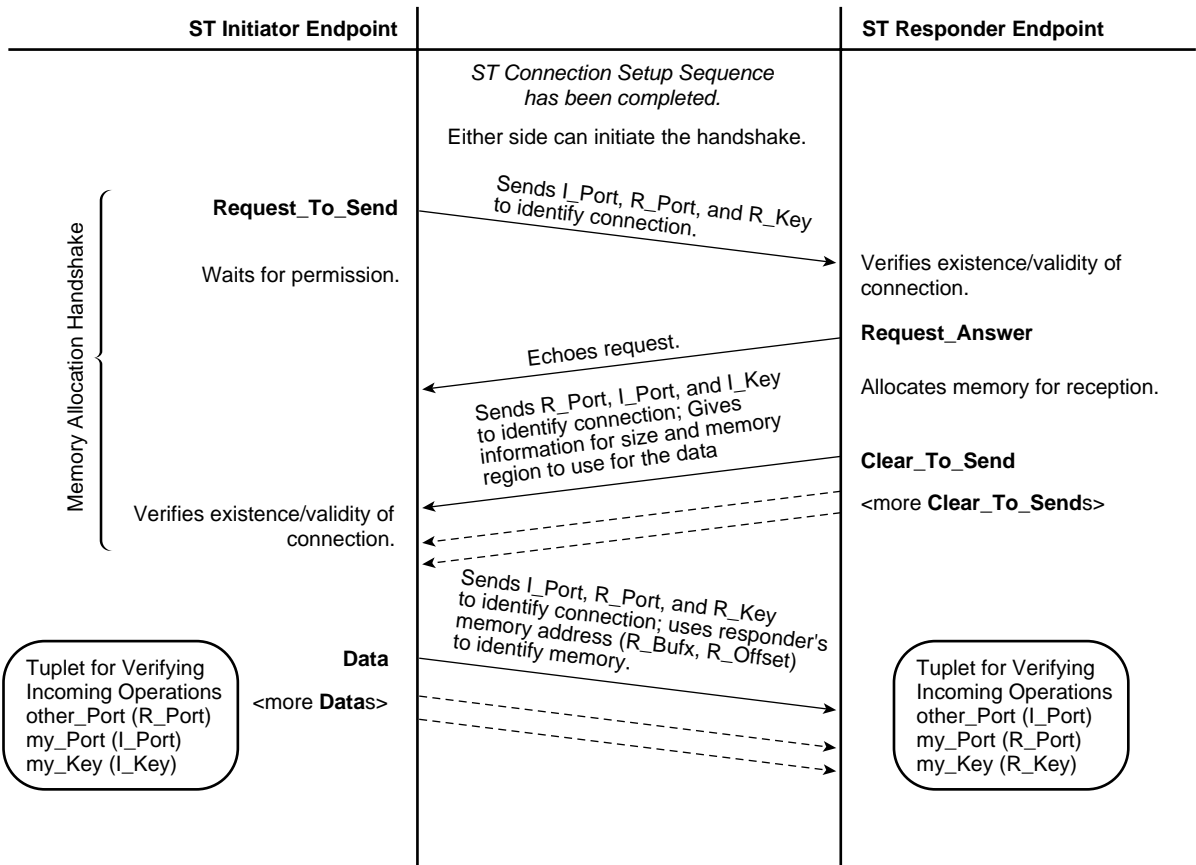 ST Initiator Endpoint
ST Responder Endpoint
ST Connection Setup Sequence
has been completed.
Either side can initiate the handshake.
Memory Allocation Handshake
Request_To_Send
Sends I_Port, R_Port, and R_Key
to identify connection.
Waits for permission.
Verifies existence/validity of
connection.
Request_Answer
Echoes request.
Allocates memory for reception.
Sends R_Port, I_Port, and I_Key
to identify connection; Gives
information for size and memory
region to use for the data
Clear_To_Send
<more Clear_To_Sends>
Verifies existence/validity of
connection.
Sends I_Port, R_Port, and R_Key
to identify connection; uses responder's
memory address (R_Bufx, R_Offset)
to identify memory.
Data
<more Datas>
Tuplet for Verifying
Incoming Operations
other_Port (R_Port)
my_Port (I_Port)
my_Key (I_Key)
Tuplet for Verifying
Incoming Operations
other_Port (I_Port)
my_Port (R_Port)
my_Key (R_Key)